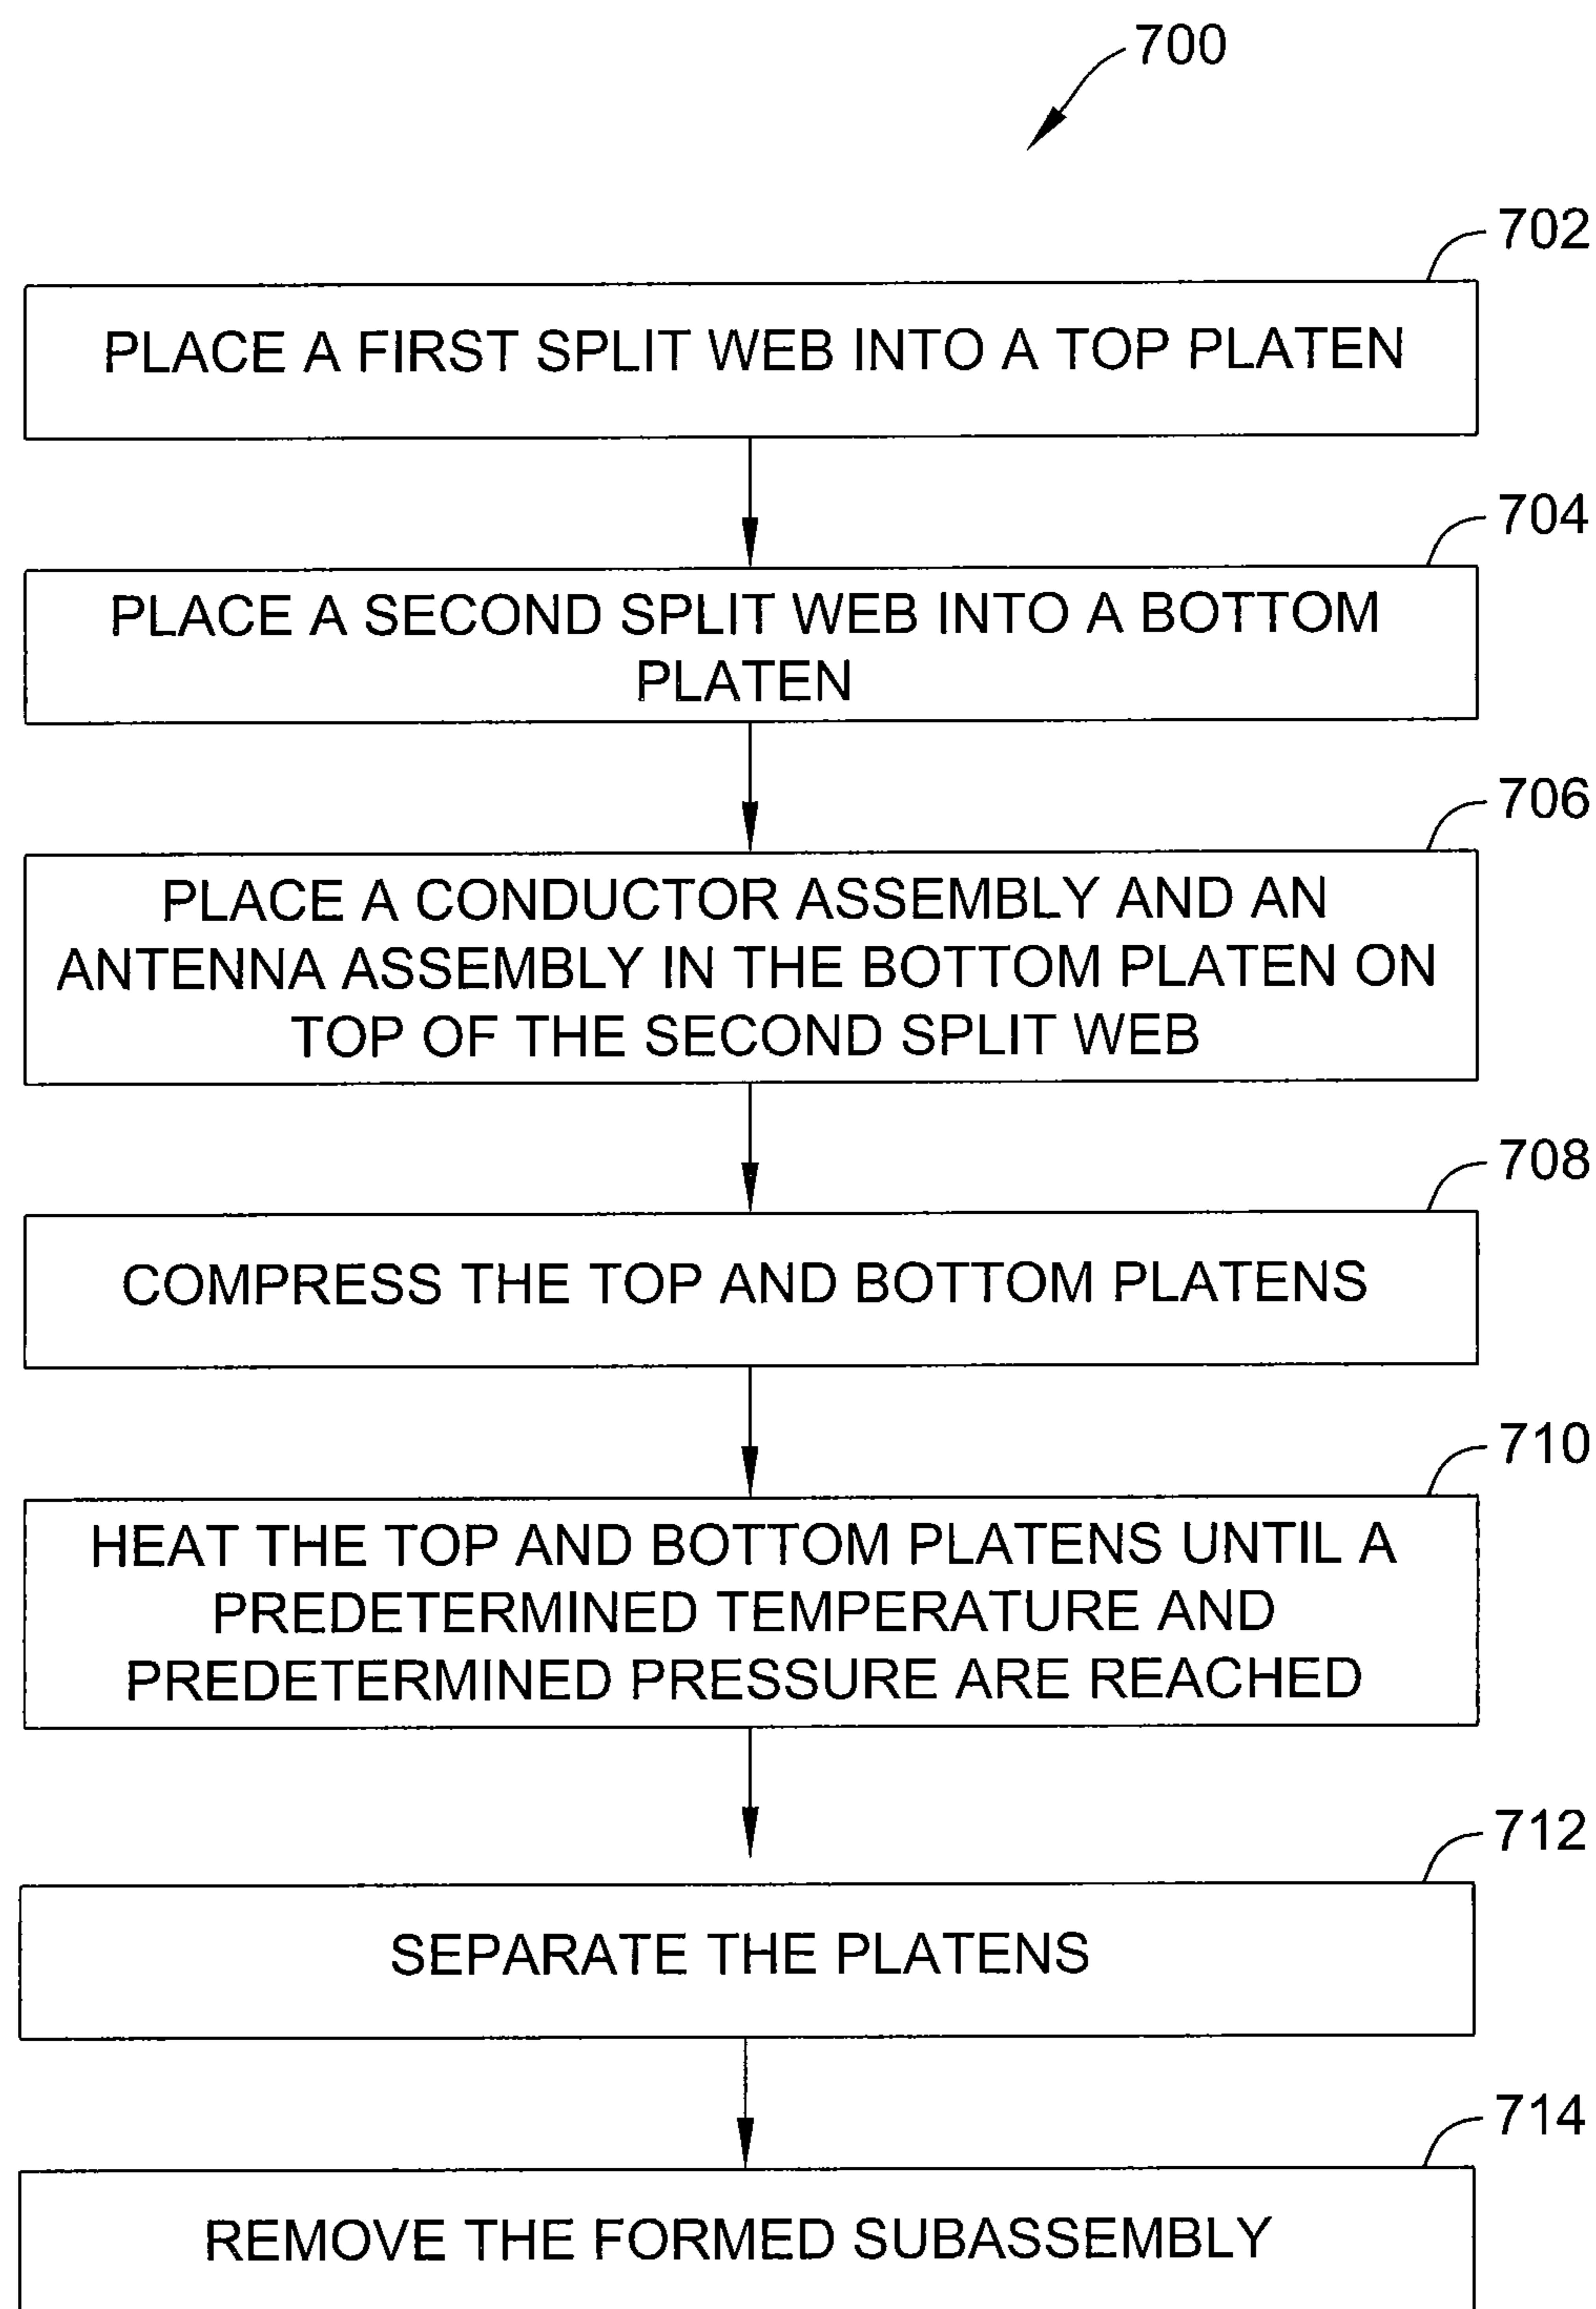 700
702
PLACE A FIRST SPLIT WEB INTO A TOP PLATEN
704
PLACE A SECOND SPLIT WEB INTO A BOTTOM
PLATEN
706
PLACE A CONDUCTOR ASSEMBLY AND AN
ANTENNA ASSEMBLY IN THE BOTTOM PLATEN ON
TOP OF THE SECOND SPLIT WEB
708
COMPRESS THE TOP AND BOTTOM PLATENS
710
HEAT THE TOP AND BOTTOM PLATENS UNTIL A
PREDETERMINED TEMPERATURE AND
PREDETERMINED PRESSURE ARE REACHED
712
SEPARATE THE PLATENS
714
REMOVE THE FORMED SUBASSEMBLY